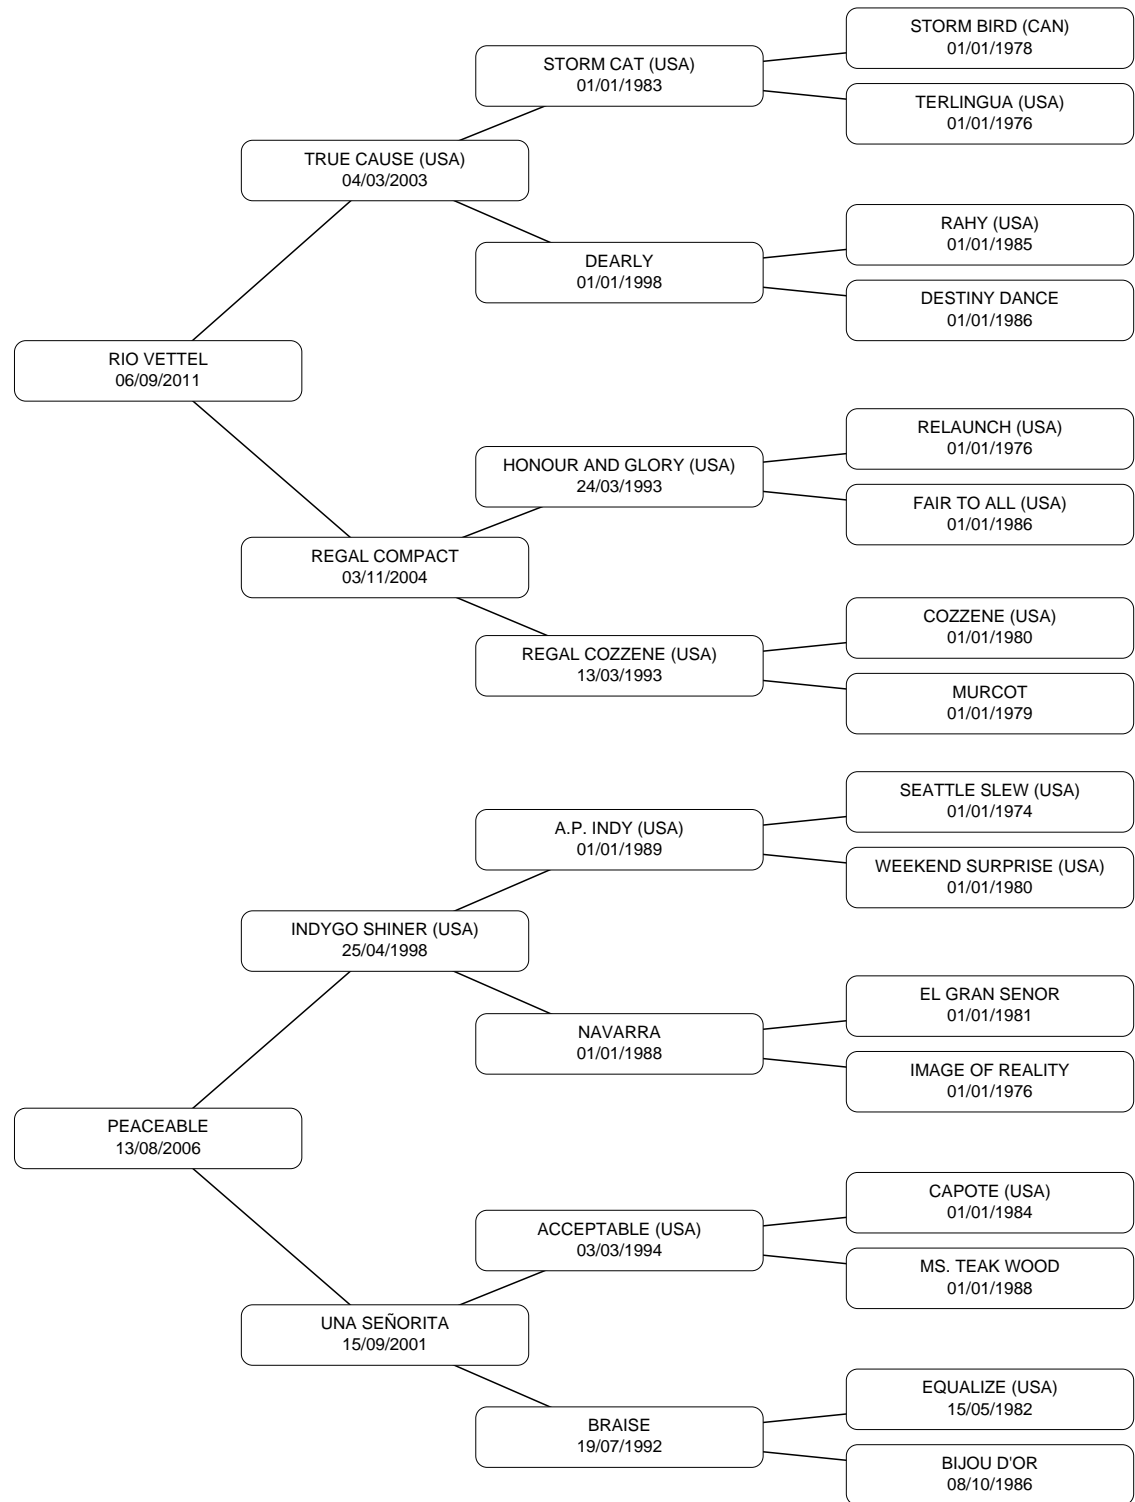 STORM BIRD (CAN)
01/01/1978
STORM CAT (USA)
01/01/1983
TERLINGUA (USA)
01/01/1976
TRUE CAUSE (USA)
04/03/2003
RAHY (USA)
01/01/1985
DEARLY
01/01/1998
DESTINY DANCE
01/01/1986
RIO VETTEL
06/09/2011
RELAUNCH (USA)
01/01/1976
HONOUR AND GLORY (USA)
24/03/1993
FAIR TO ALL (USA)
01/01/1986
REGAL COMPACT
03/11/2004
COZZENE (USA)
01/01/1980
REGAL COZZENE (USA)
13/03/1993
MURCOT
01/01/1979
SEATTLE SLEW (USA)
01/01/1974
A.P. INDY (USA)
01/01/1989
WEEKEND SURPRISE (USA)
01/01/1980
INDYGO SHINER (USA)
25/04/1998
EL GRAN SENOR
01/01/1981
NAVARRA
01/01/1988
IMAGE OF REALITY
01/01/1976
PEACEABLE
13/08/2006
CAPOTE (USA)
01/01/1984
ACCEPTABLE (USA)
03/03/1994
MS. TEAK WOOD
01/01/1988
UNA SEÑORITA
15/09/2001
EQUALIZE (USA)
15/05/1982
BRAISE
19/07/1992
BIJOU D'OR
08/10/1986